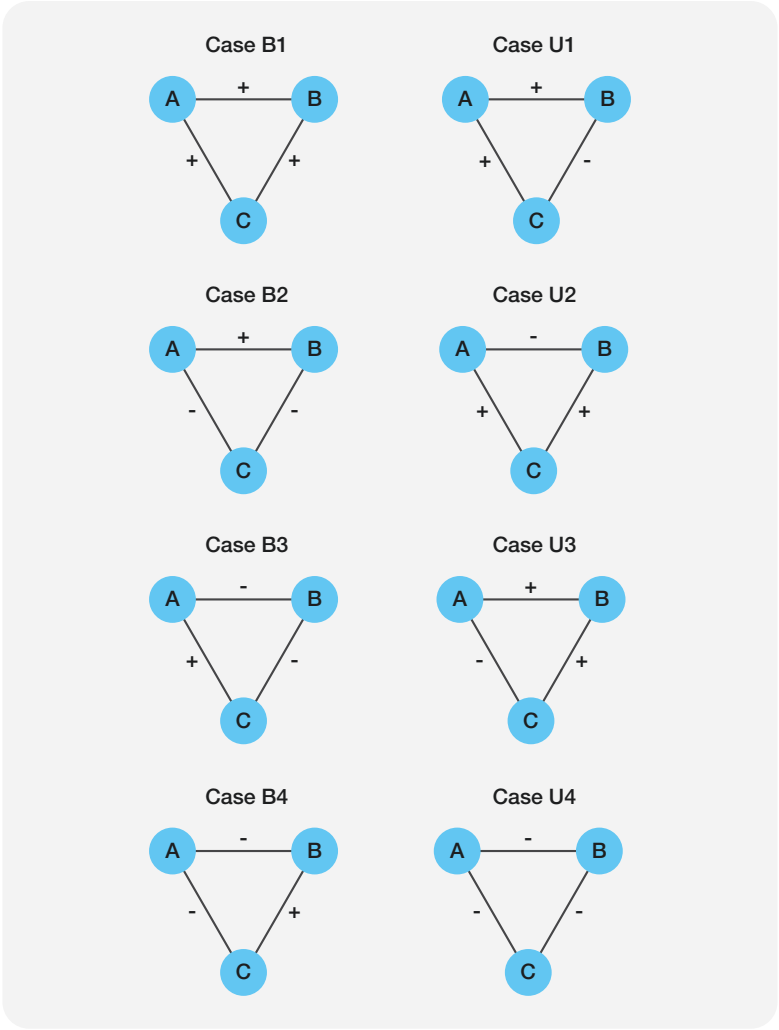 Case B1
A + B
+ +
C
Case U1
A + B
+ -
C
Case B2
A + B
- -
C
Case U2
A - B
+ +
C
Case B3
A - B
+ -
C
Case U3
A + B
- +
C
Case B4
A - B
- +
C
Case U4
A - B
- -
C